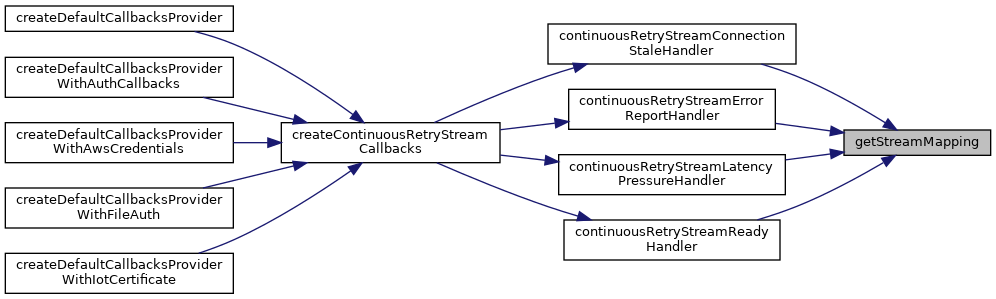 createDefaultCallbacksProvider
createDefaultCallbacksProvider
WithAuthCallbacks
createDefaultCallbacksProvider
WithAwsCredentials
createDefaultCallbacksProvider
WithFileAuth
createDefaultCallbacksProvider
WithIotCertificate
createContinuousRetryStream
Callbacks
continuousRetryStreamConnection
StaleHandler
continuousRetryStreamError
ReportHandler
continuousRetryStreamLatency
PressureHandler
continuousRetryStreamReady
Handler
getStreamMapping